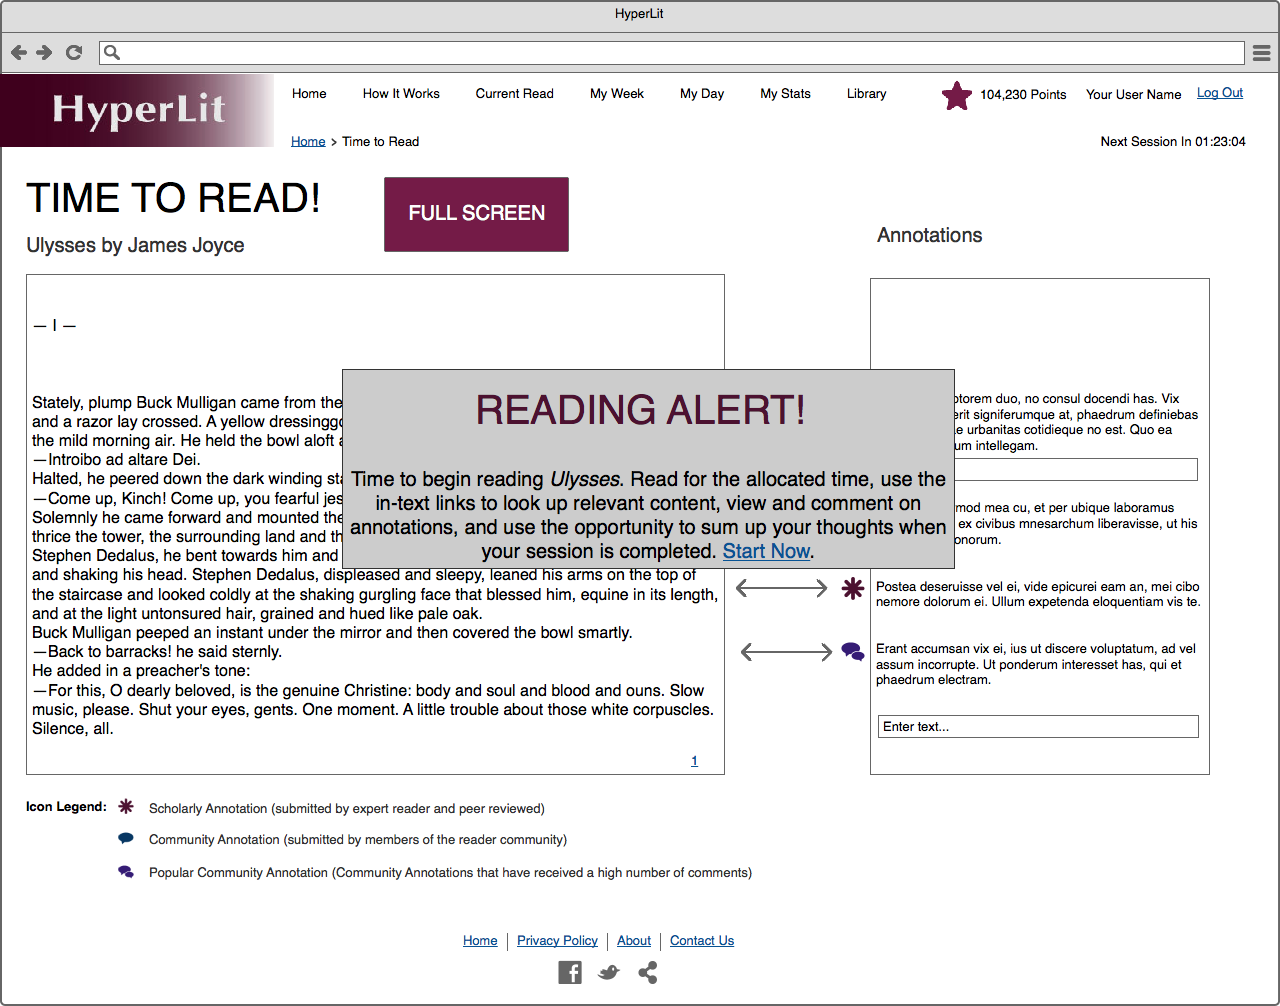 HyperLit
HyperLit
Home How It Works Current Read My Week My Day My Stats Library 104,230 Points Your User Name Log Out
Home > Time to Read Next Session In 01:23:04
TIME TO READ!
FULL SCREEN
Ulysses by James Joyce
— I —
Stately, plump Buck Mulligan came from the
and a razor lay crossed. A yellow
the mild morning air. He held the bowl aloft
—Introibo ad altare Dei.
Halted, he peered down the dark winding
—Come up, Kinch! Come up, you fearful
Solemnly he came forward and mounted the
thrice the tower, the surrounding land and
Stephen Dedalus, he bent towards him and
and shaking his head. Stephen Dedalus, displeased and sleepy, leaned his arms on the top of
the staircase and looked coldly at the shaking gurgling face that blessed him, equine in its length,
and at the light untonsured hair, grained and hued like pale oak.
Buck Mulligan peeped an instant under the mirror and then covered the bowl smartly.
—Back to barracks! he said sternly.
He added in a preacher's tone:
—For this, O dearly beloved, is the genuine Christine: body and soul and blood and ouns. Slow
music, please. Shut your eyes, gents. One moment. A little trouble about those white corpuscles.
Silence, all.
1
READING ALERT!
Time to begin reading Ulysses. Read for the allocated time, use the
in-text links to look up relevant content, view and comment on
annotations, and use the opportunity to sum up your thoughts when
your session is completed. Start Now.
Annotations
duo, no consul docendi has. Vix
signiferumque at, phaedrum definiebas
urbanitas cotidieque no est. Quo ea
intellegam.
mea cu, et per ubique laboramus
ex civibus mnesarchum liberavisse, ut his
Postea deseruisse vel ei, vide epicurei eam an, mei cibo
nemore dolorum ei. Ullum expetenda eloquentiam vis te.
Erant accumsan vix ei, ius ut discere voluptatum, ad vel
assum incorrupte. Ut ponderum interesset has, qui et
phaedrum electram.
Enter text...
Icon Legend: Scholarly Annotation (submitted by expert reader and peer reviewed)
Community Annotation (submitted by members of the reader community)
Popular Community Annotation (Community Annotations that have received a high number of comments)
Home Privacy Policy About Contact Us